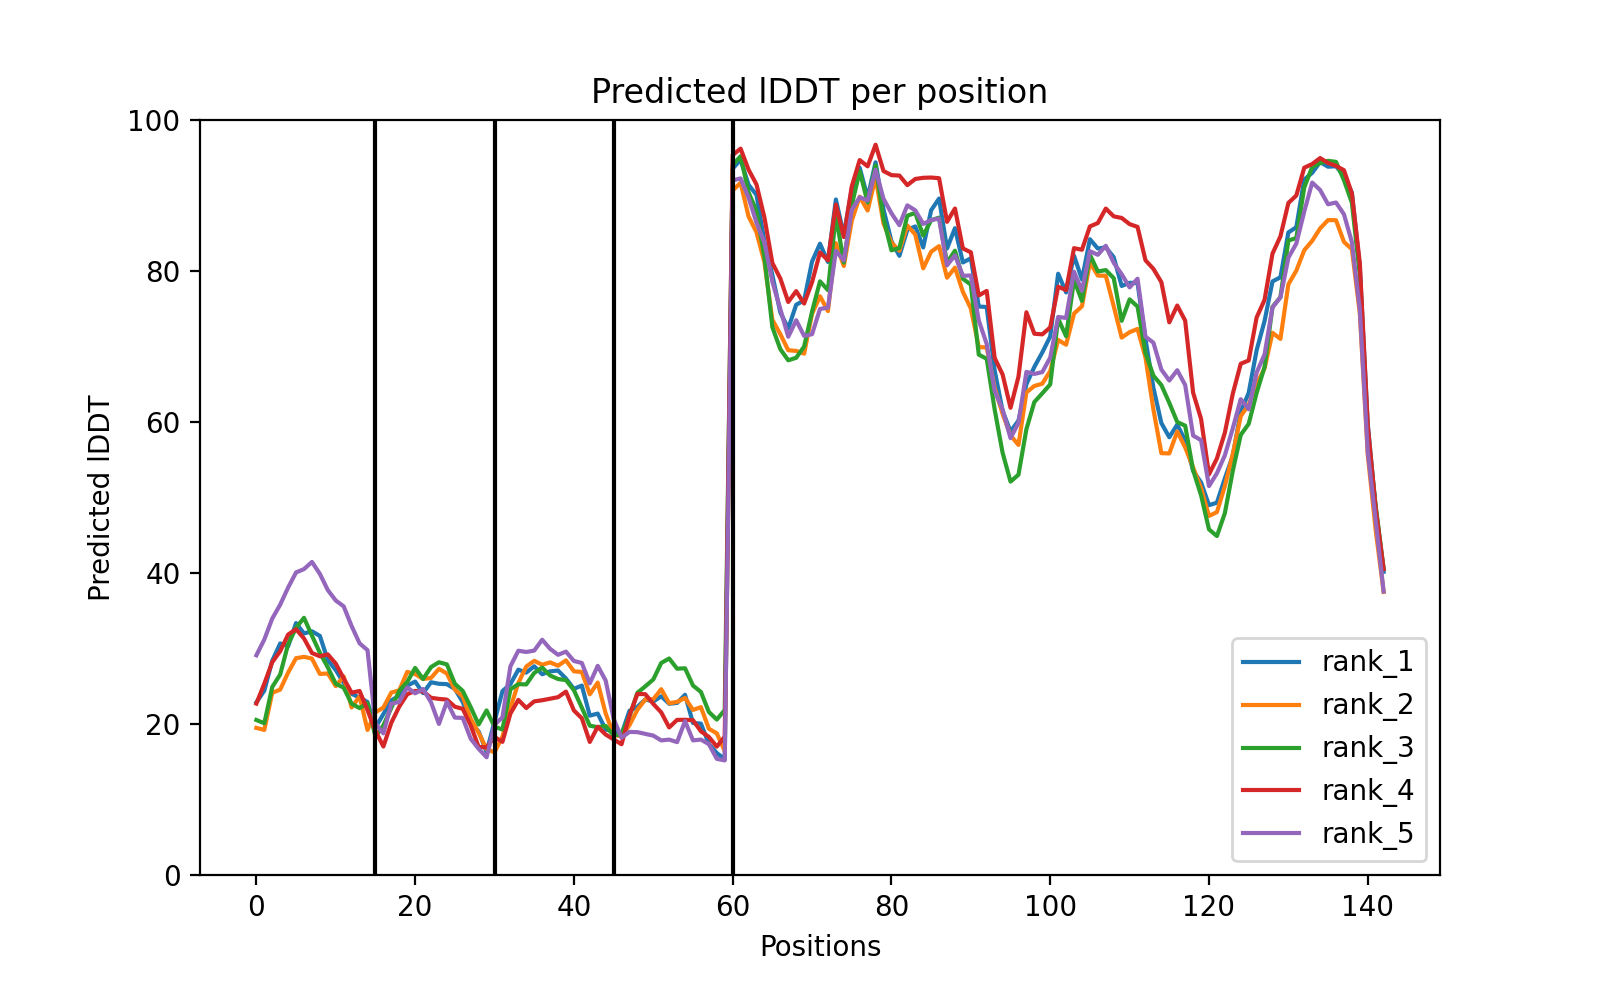 Predicted lDDT per position
100
80
60
40
20
0
Predicted lDDT
0 20 40 60 80 100 120 140
Positions
rank_1
rank_2
rank_3
rank_4
rank_5